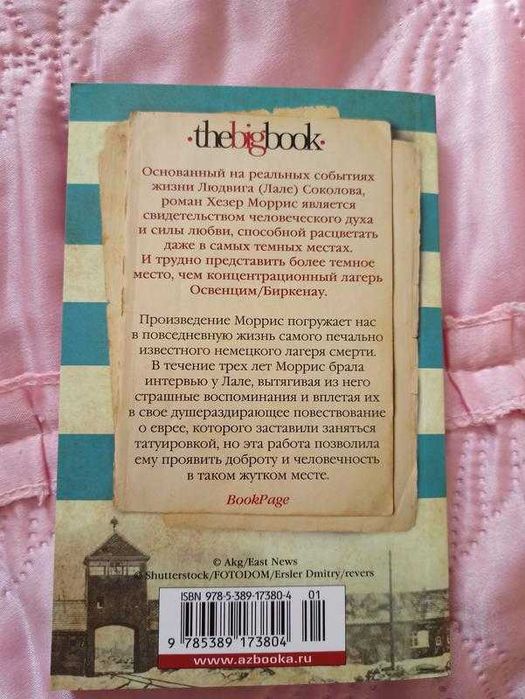 ·thebigbook·
Основанный на реальных событиях
жизни Людвига (Лале) Соколова,
роман Хезер Моррис является
свидетельством человеческого духа
и силы любви, способной расцветать
даже в самых темных местах.
И трудно представить более темное
место, чем концентрационный лагерь
Освенцим/Биркенау.
Произведение Моррис погружает нас
в повседневную жизнь самого печально
известного немецкого лагеря смерти.
В течение трех лет Моррис брала
интервью у Лале, вытягивая из него
страшные воспоминания и вплетая их
в свое душераздирающее повествование
о еврее, которого заставили заняться
татуировкой, но эта работа позволила
ему проявить доброту и человечность
в таком жутком месте.
BookPage
© Akg/East News
© Shutterstock/FOTODOM/Ersler Dmitry/revers
ISBN 978-5-389-17380-4
01
9 785389 173804
www.azbooka.ru